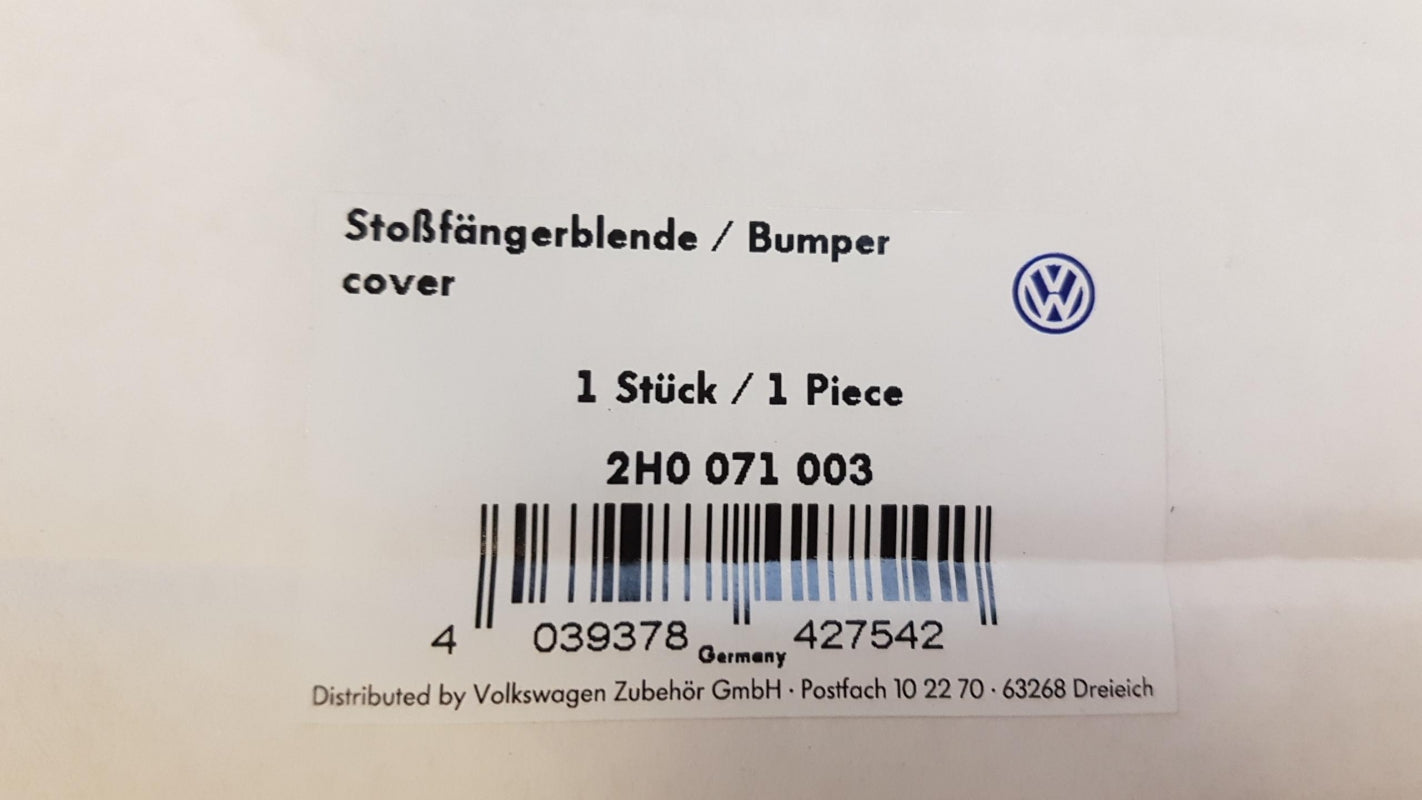 Stoßfängerblende / Bumper
cover
1 Stück / 1 Piece
2H0 071 003
4 039378 427542
Germany
Distributed by Volkswagen Zubehör GmbH · Postfach 10 22 70 · 63268 Dreieich